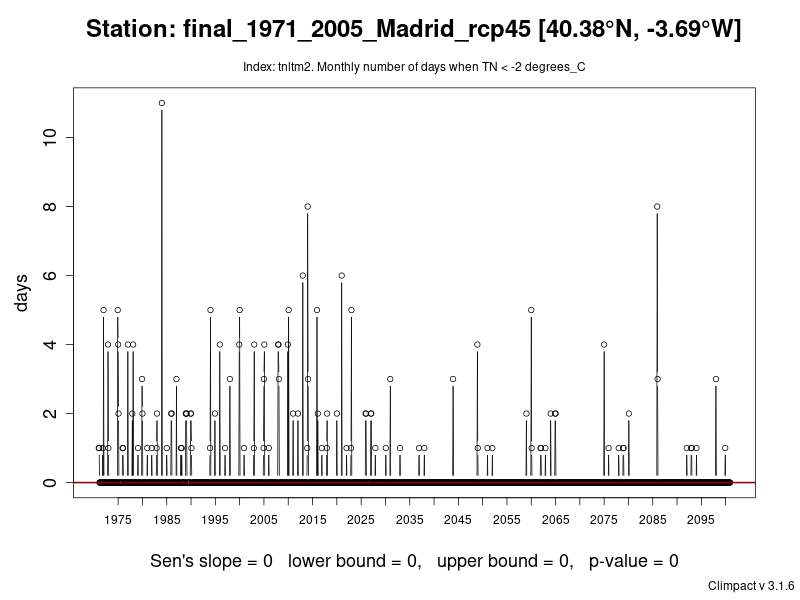 Station: final_1971_2005_Madrid_rcp45 [40.38°N, -3.69°W]
Index: tnltm2. Monthly number of days when TN < -2 degrees_C
10
8
6
4
2
0
days
1975 1985 1995 2005 2015 2025 2035 2045 2055 2065 2075 2085 2095
Sen's slope = 0 lower bound = 0, upper bound = 0, p-value = 0
Climpact v 3.1.6